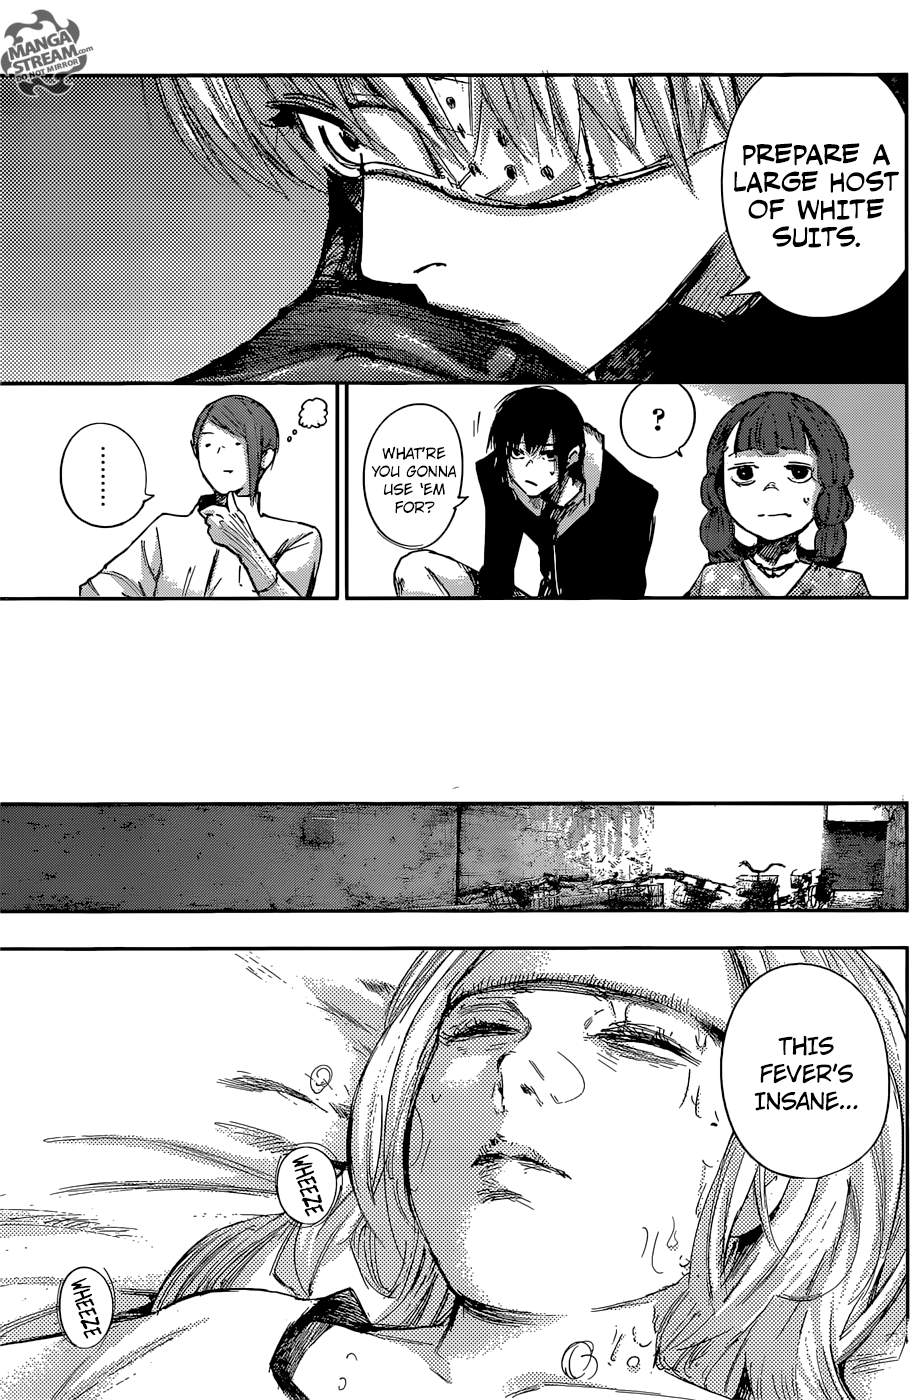 MANGA
STREAM.com
DO NOT MIRROR
PREPARE A
LARGE HOST
OF WHITE
SUITS.
?
WHAT'RE
YOU GONNA
USE 'EM
FOR?
.........
THIS
FEVER'S
INSANE...
WHEEZE
WHEEZE